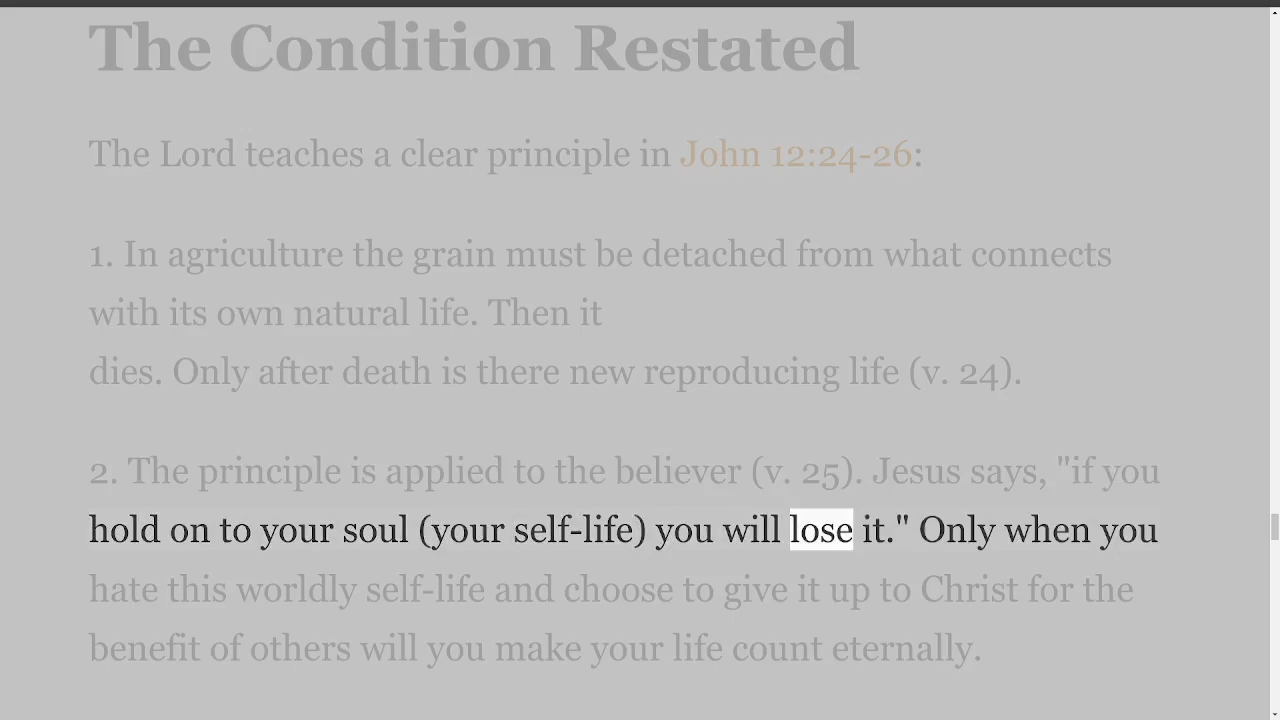 The Condition Restated
The Lord teaches a clear principle in John 12:24-26:
1. In agriculture the grain must be detached from what connects
with its own natural life. Then it
dies. Only after death is there new reproducing life (v. 24).
2. The principle is applied to the believer (v. 25). Jesus says, "if you
hold on to your soul (your self-life) you will lose it." Only when you
hate this worldly self-life and choose to give it up to Christ for the
benefit of others will you make your life count eternally.